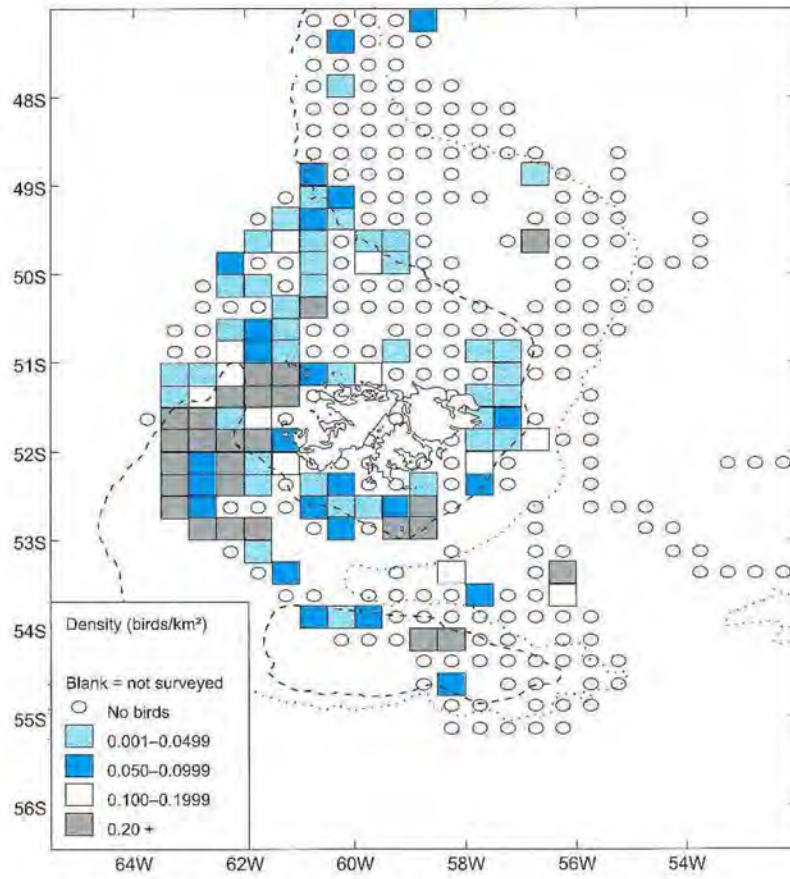 48S
49S
50S
51S
52S
53S
54S
55S
56S
Density (birds/km²)
Blank = not surveyed
No birds
0.001–0.0499
0.050–0.0999
0.100–0.1999
0.20 +
64W 62W 60W 58W 56W 54W